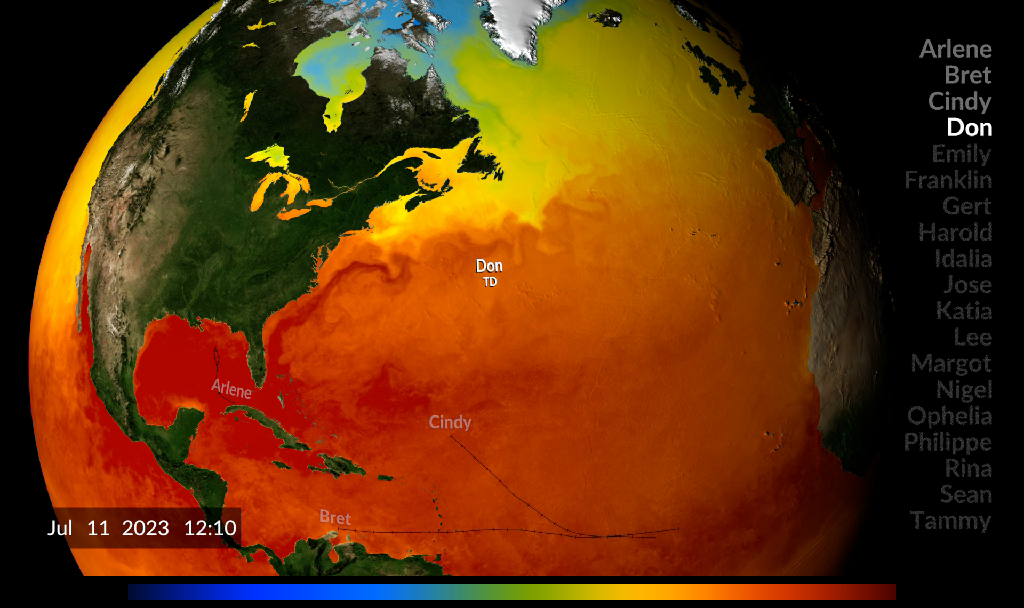 Arlene
Bret
Cindy
Don
Emily
Franklin
Gert
Harold
Idalia
Jose
Katia
Lee
Margot
Nigel
Ophelia
Philippe
Rina
Sean
Tammy
Don
TD
Arlene
Cindy
Bret
Jul 11 2023 12:10